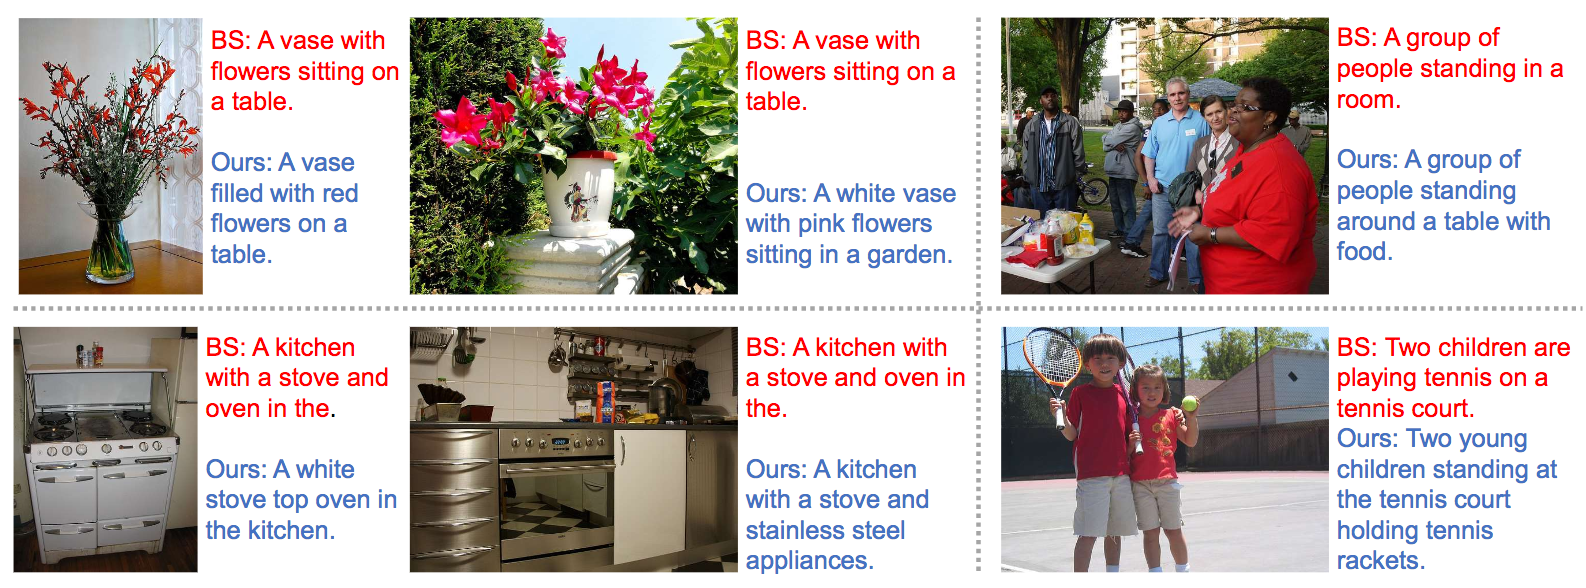 BS: A vase with
flowers sitting on
a table.
Ours: A vase
filled with red
flowers on a
table.
BS: A vase with
flowers sitting on a
table.
Ours: A white vase
with pink flowers
sitting in a garden.
BS: A group of
people standing in a
room.
Ours: A group of
people standing
around a table with
food.
BS: A kitchen
with a stove and
oven in the.
Ours: A white
stove top oven in
the kitchen.
BS: A kitchen with
a stove and oven in
the.
Ours: A kitchen
with a stove and
stainless steel
appliances.
BS: Two children are
playing tennis on a
tennis court.
Ours: Two young
children standing at
the tennis court
holding tennis
rackets.